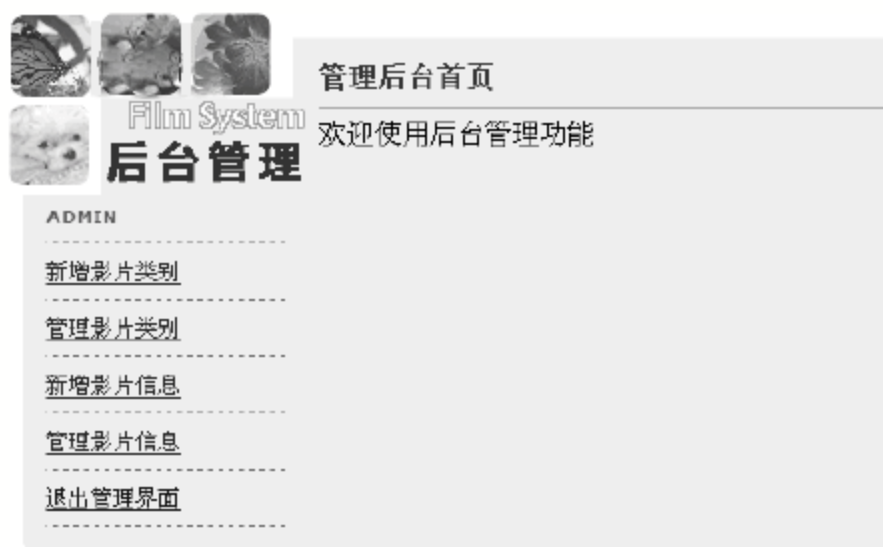 Film System
后台管理
ADMIN
新增影片类别
管理影片类别
新增影片信息
管理影片信息
退出管理界面
管理后台首页
欢迎使用后台管理功能